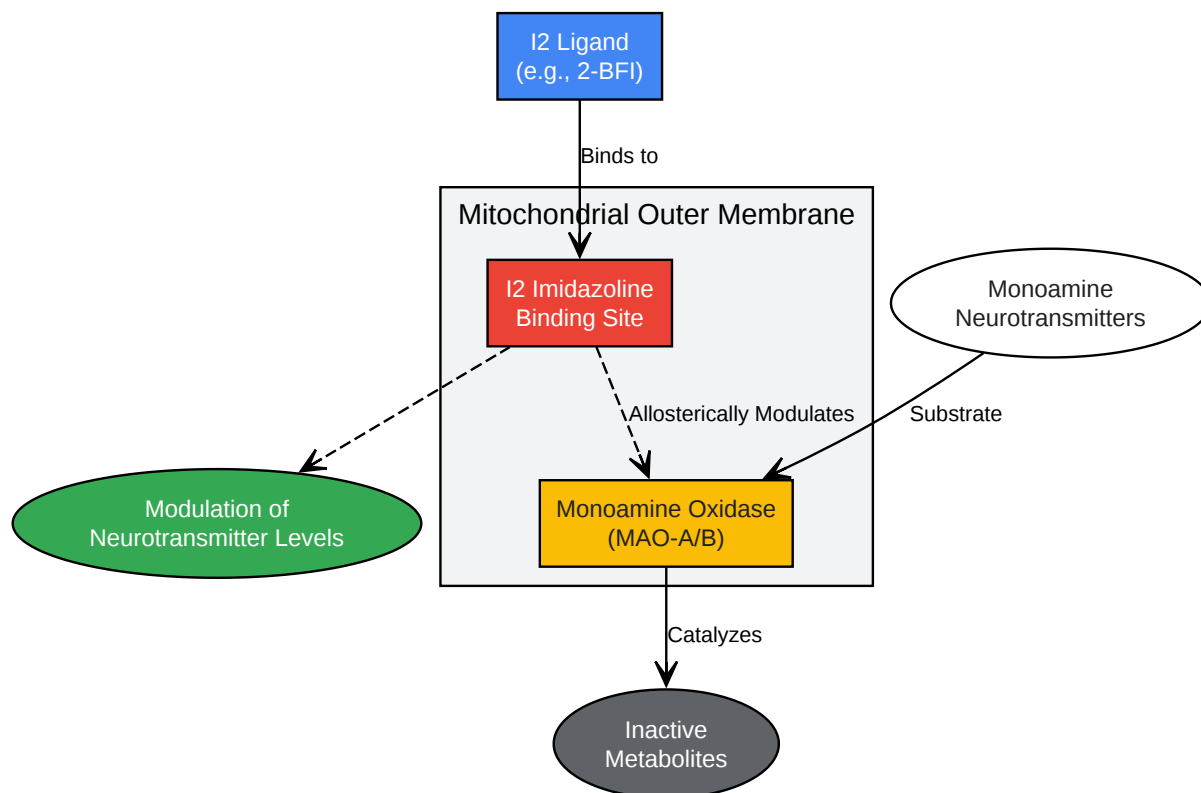 I2 Ligand
(e.g., 2-BFI)
Binds to
Mitochondrial Outer Membrane
I2 Imidazoline
Binding Site
Monoamine
Neurotransmitters
Allosterically Modulates
Substrate
Modulation of
Neurotransmitter Levels
Monoamine Oxidase
(MAO-A/B)
Catalyzes
Inactive
Metabolites